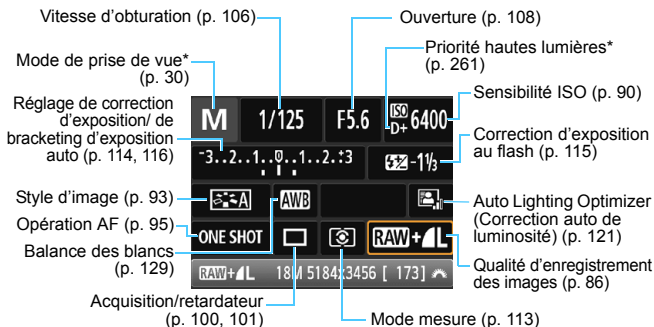 Vitesse d'obturation (p. 106)
Ouverture (p. 108)
Mode de prise de vue*
(p. 30)
Priorité hautes lumières*
(p. 261)
Réglage de correction
d'exposition/ de
bracketing d'exposition
auto (p. 114, 116)
Sensibilité ISO (p. 90)
Correction d'exposition
au flash (p. 115)
M 1/125 F5.6 ISO D+ 6400
-3..2..1..0..1..2.+3 -1⅓
Style d'image (p. 93)
A AWB
Auto Lighting Optimizer
(Correction auto de
luminosité) (p. 121)
Opération AF (p. 95)
ONE SHOT RAW+L
Balance des blancs
(p. 129)
Qualité d'enregistrement
des images (p. 86)
RAW+L 18M 5184x3456 [ 173]
Acquisition/retardateur
(p. 100, 101)
Mode mesure (p. 113)